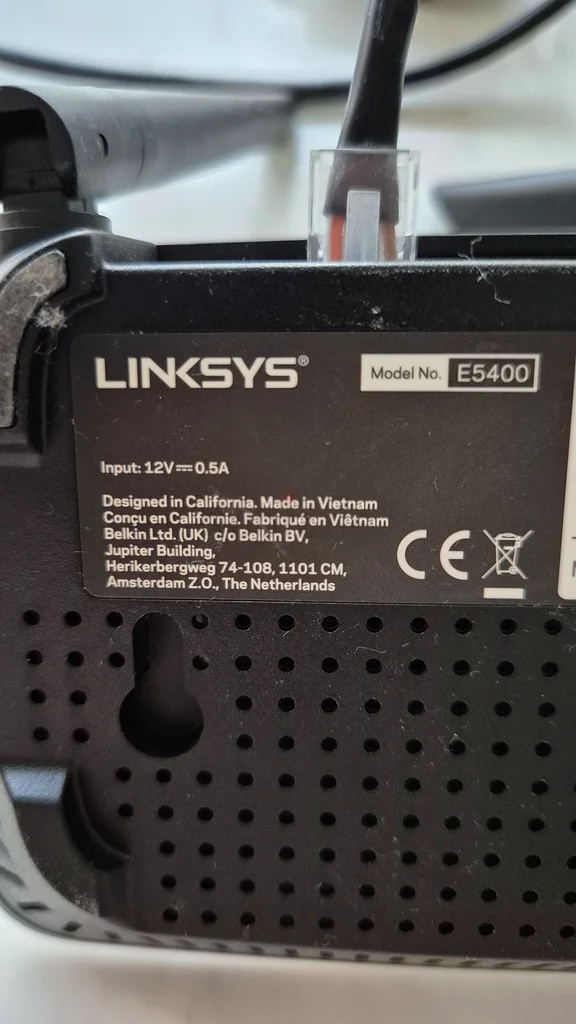 LINKSYS®
Model No. E5400
Input: 12V⎓0.5A
Designed in California. Made in Vietnam
Conçu en Californie. Fabriqué en Viêtnam
Belkin Ltd. (UK) c/o Belkin BV,
Jupiter Building,
Herikerbergweg 74-108, 1101 CM,
Amsterdam Z.O., The Netherlands
CE